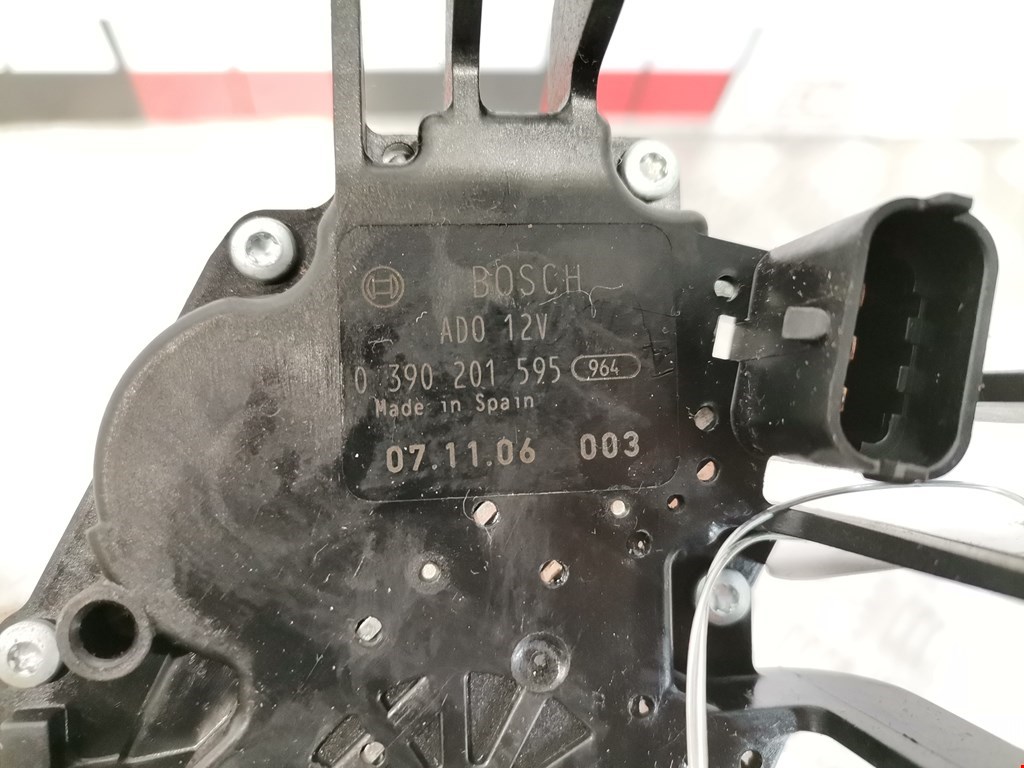 BOSCH
ADO 12V
0 390 201 595 964
Made in Spain
07.11.06 003